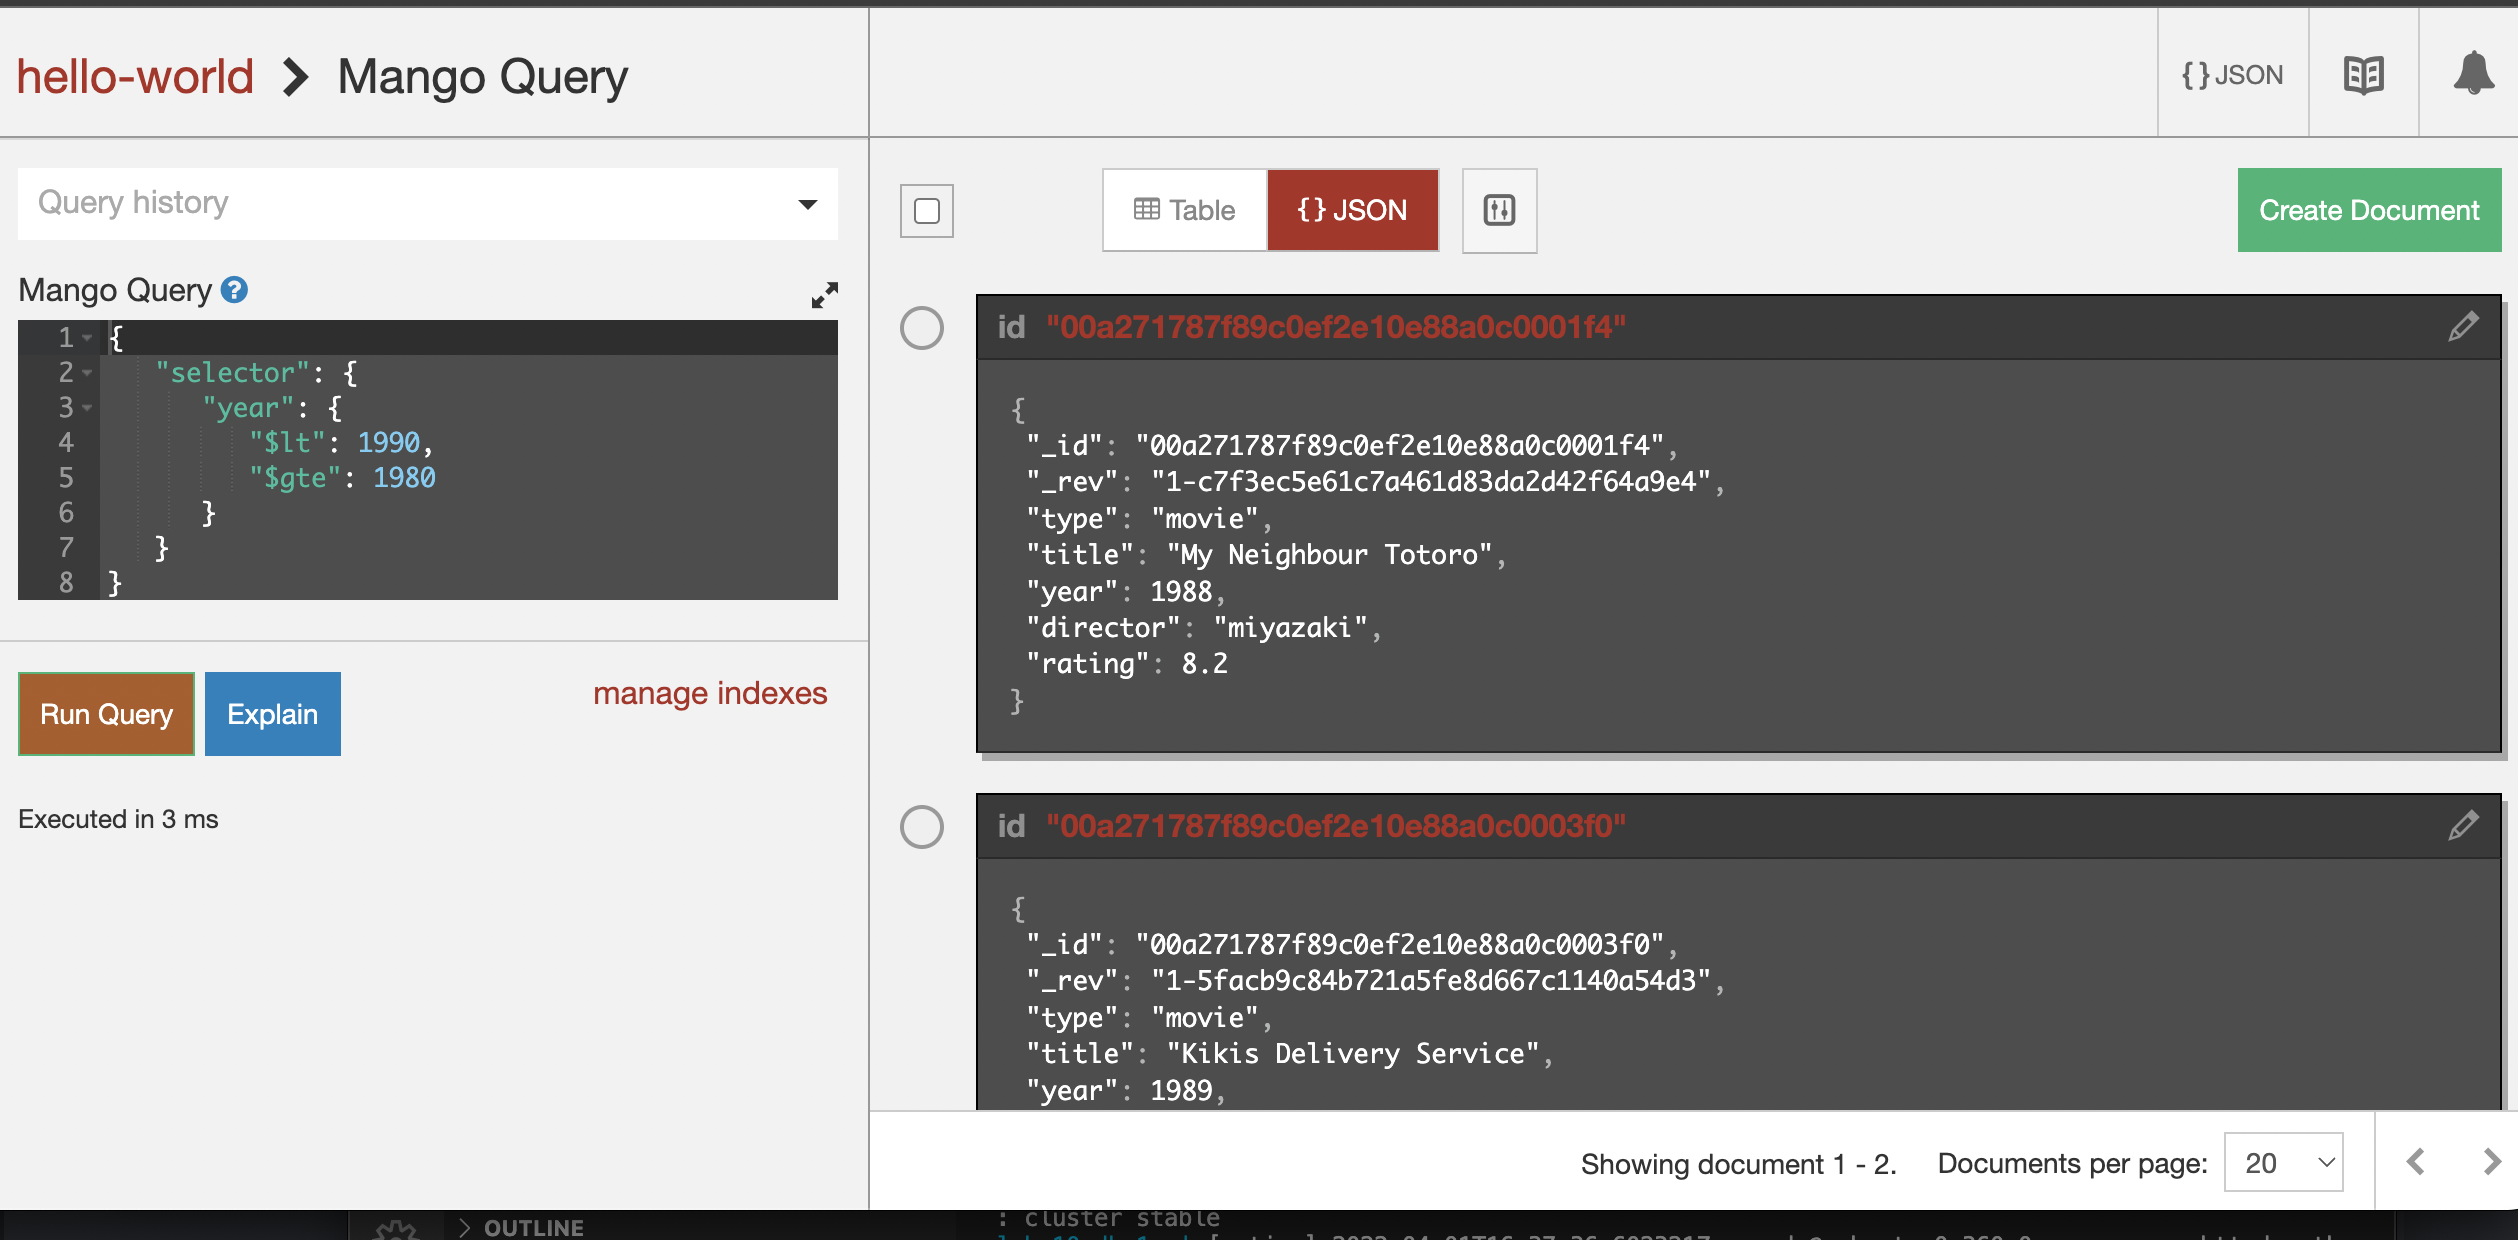 hello-world > Mango Query
{} JSON
Query history
Mango Query ?
1 {
2 "selector": {
3 "year": {
4 "$lt": 1990,
5 "$gte": 1980
6 }
7 }
8 }
Run Query
Explain
manage indexes
Executed in 3 ms
Table
{} JSON
Create Document
id "00a271787f89c0ef2e10e88a0c0001f4"
{
"_id": "00a271787f89c0ef2e10e88a0c0001f4",
"_rev": "1-c7f3ec5e61c7a461d83da2d42f64a9e4",
"type": "movie",
"title": "My Neighbour Totoro",
"year": 1988,
"director": "miyazaki",
"rating": 8.2
}
id "00a271787f89c0ef2e10e88a0c0003f0"
{
"_id": "00a271787f89c0ef2e10e88a0c0003f0",
"_rev": "1-5facb9c84b721a5fe8d667c1140a54d3",
"type": "movie",
"title": "Kikis Delivery Service",
"year": 1989,
Showing document 1 - 2.
Documents per page:
20
> OUTLINE
: cluster stable